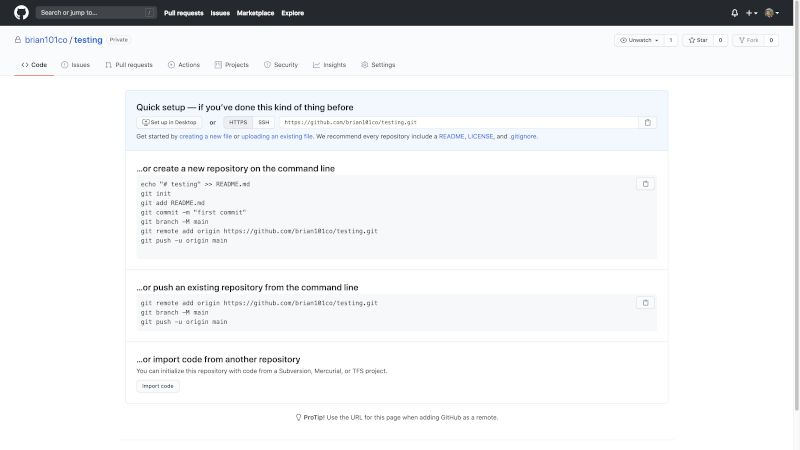 Search or jump to... /
Pull requests Issues Marketplace Explore
brian101co / testing Private
Unwatch 1 Star 0 Fork 0
Code Issues Pull requests Actions Projects Security Insights Settings
Quick setup — if you've done this kind of thing before
Set up in Desktop or HTTPS SSH https://github.com/brian101co/testing.git
Get started by creating a new file or uploading an existing file. We recommend every repository include a README, LICENSE, and .gitignore.
...or create a new repository on the command line
echo "# testing" >> README.md
git init
git add README.md
git commit -m "first commit"
git branch -M main
git remote add origin https://github.com/brian101co/testing.git
git push -u origin main
...or push an existing repository from the command line
git remote add origin https://github.com/brian101co/testing.git
git branch -M main
git push -u origin main
...or import code from another repository
You can initialize this repository with code from a Subversion, Mercurial, or TFS project.
Import code
ProTip! Use the URL for this page when adding GitHub as a remote.